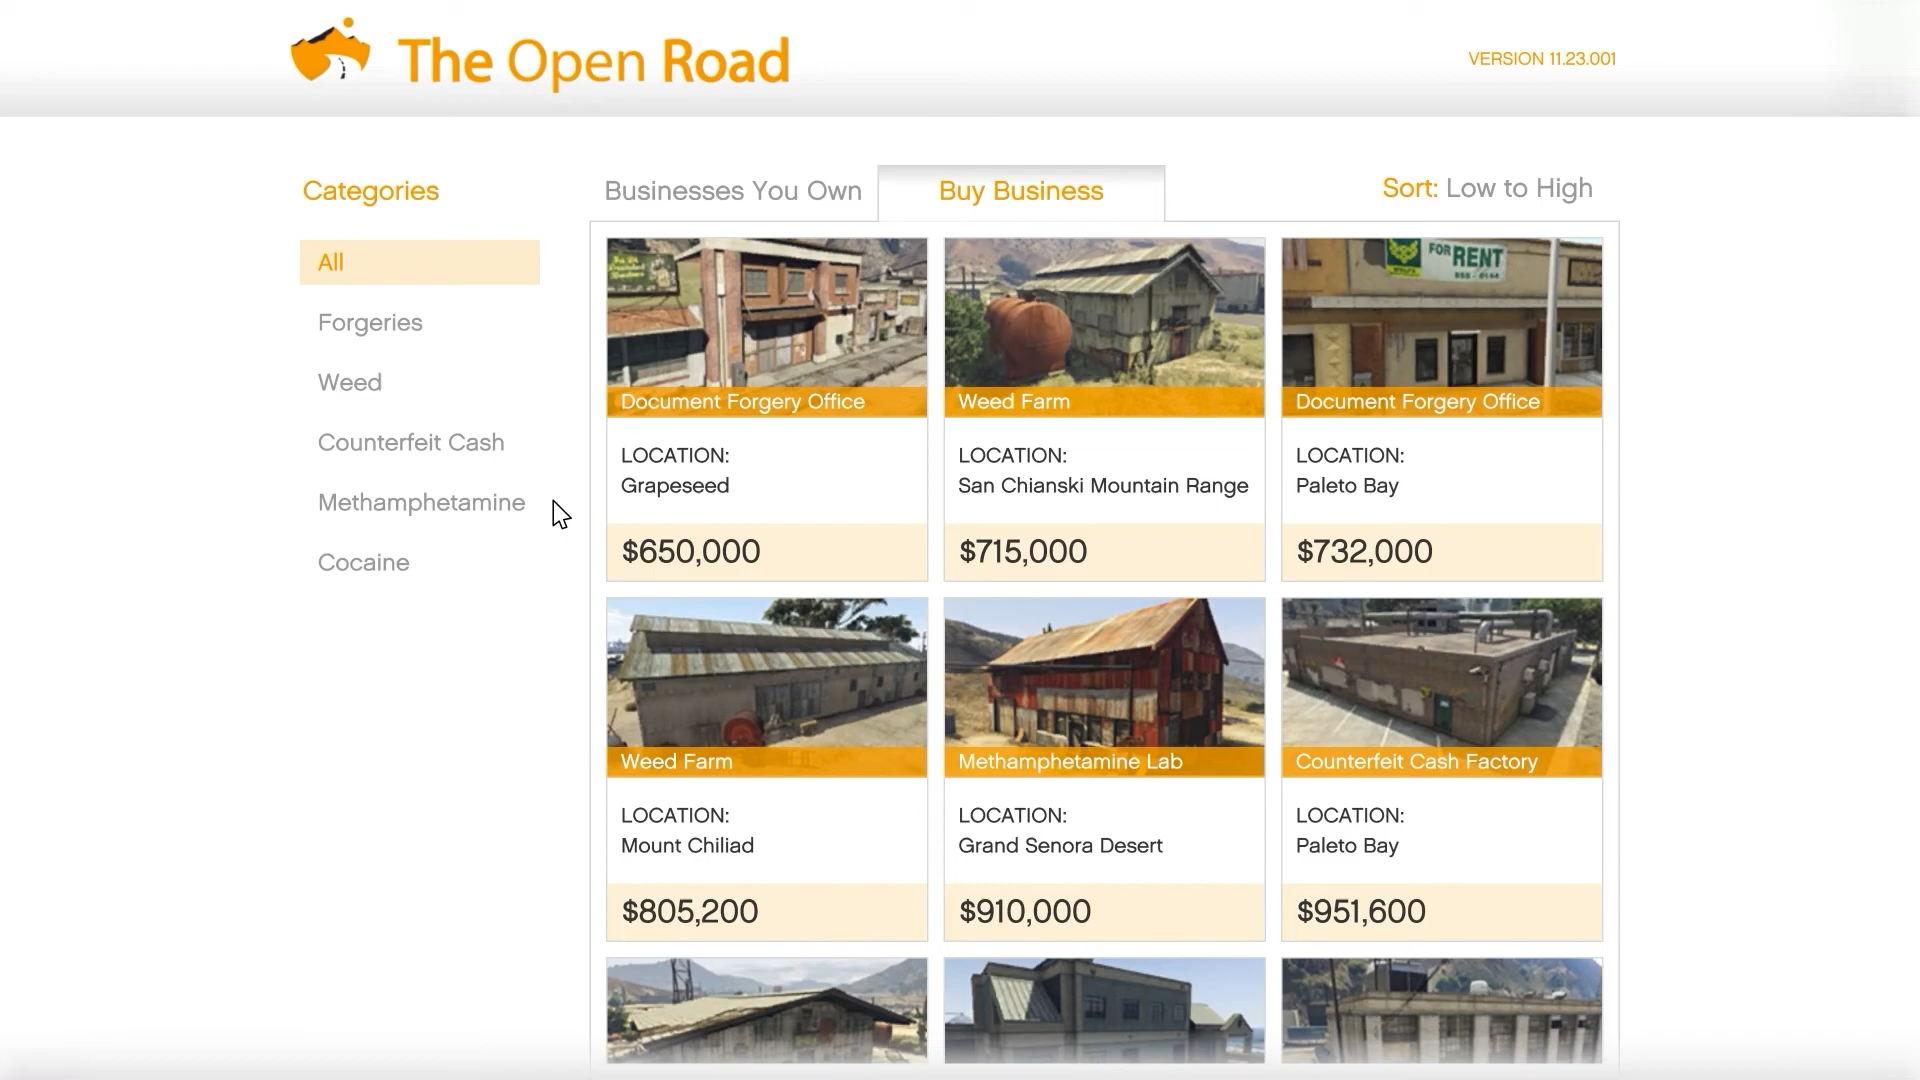 The Open Road
VERSION 11.23.001
Categories
Businesses You Own
Buy Business
Sort: Low to High
All
Forgeries
Weed
Counterfeit Cash
Methamphetamine
Cocaine
FOR RENT
Document Forgery Office
LOCATION:
Grapeseed
$650,000
Weed Farm
LOCATION:
San Chianski Mountain Range
$715,000
Document Forgery Office
LOCATION:
Paleto Bay
$732,000
Weed Farm
LOCATION:
Mount Chiliad
$805,200
Methamphetamine Lab
LOCATION:
Grand Senora Desert
$910,000
Counterfeit Cash Factory
LOCATION:
Paleto Bay
$951,600